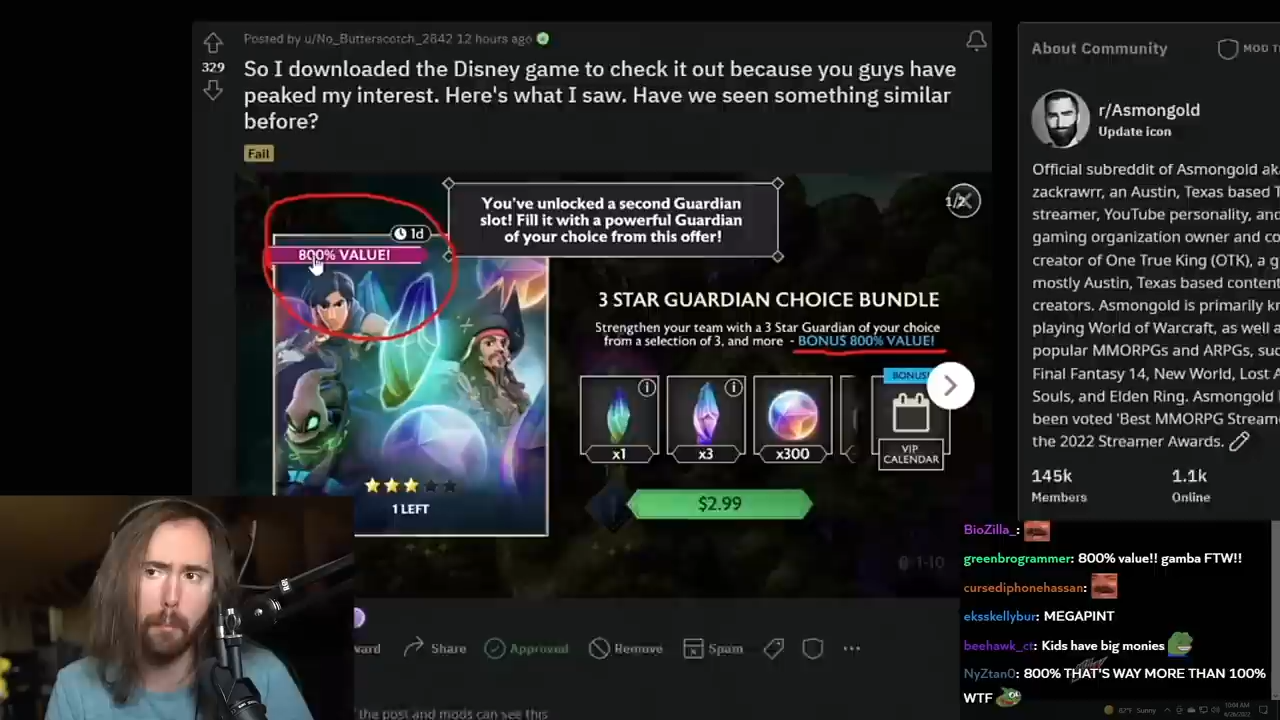 Posted by u/No_Butterscotch_2842 12 hours ago
329
So I downloaded the Disney game to check it out because you guys have
peaked my interest. Here's what I saw. Have we seen something similar
before?
Fail
1d
800% VALUE!
You've unlocked a second Guardian
slot! Fill it with a powerful Guardian
of your choice from this offer!
1/2
3 STAR GUARDIAN CHOICE BUNDLE
Strengthen your team with a 3 Star Guardian of your choice
from a selection of 3, and more - BONUS 800% VALUE!
BONUS!
x1
x3
x300
VIP
CALENDAR
$2.99
1 LEFT
1-10
ward
Share
Approved
Remove
Spam
the post and mods can see this
About Community
MOD T
r/Asmongold
Update icon
Official subreddit of Asmongold ak
zackrawrr, an Austin, Texas based T
streamer, YouTube personality, and
gaming organization owner and co
creator of One True King (OTK), a g
mostly Austin, Texas based content
creators. Asmongold is primarily kn
playing World of Warcraft, as well a
popular MMORPGs and ARPGs, suc
Final Fantasy 14, New World, Lost A
Souls, and Elden Ring. Asmongold
been voted 'Best MMORPG Streame
the 2022 Streamer Awards.
145k
1.1k
Members
Online
BioZilla_:
greenbrogrammer: 800% value!! gamba FTW!!
cursediphonehassan:
eksskellybur: MEGAPINT
beehawk_ct: Kids have big monies
NyZtan0: 800% THAT'S WAY MORE THAN 100%
WTF
Sunny
10:04 AM